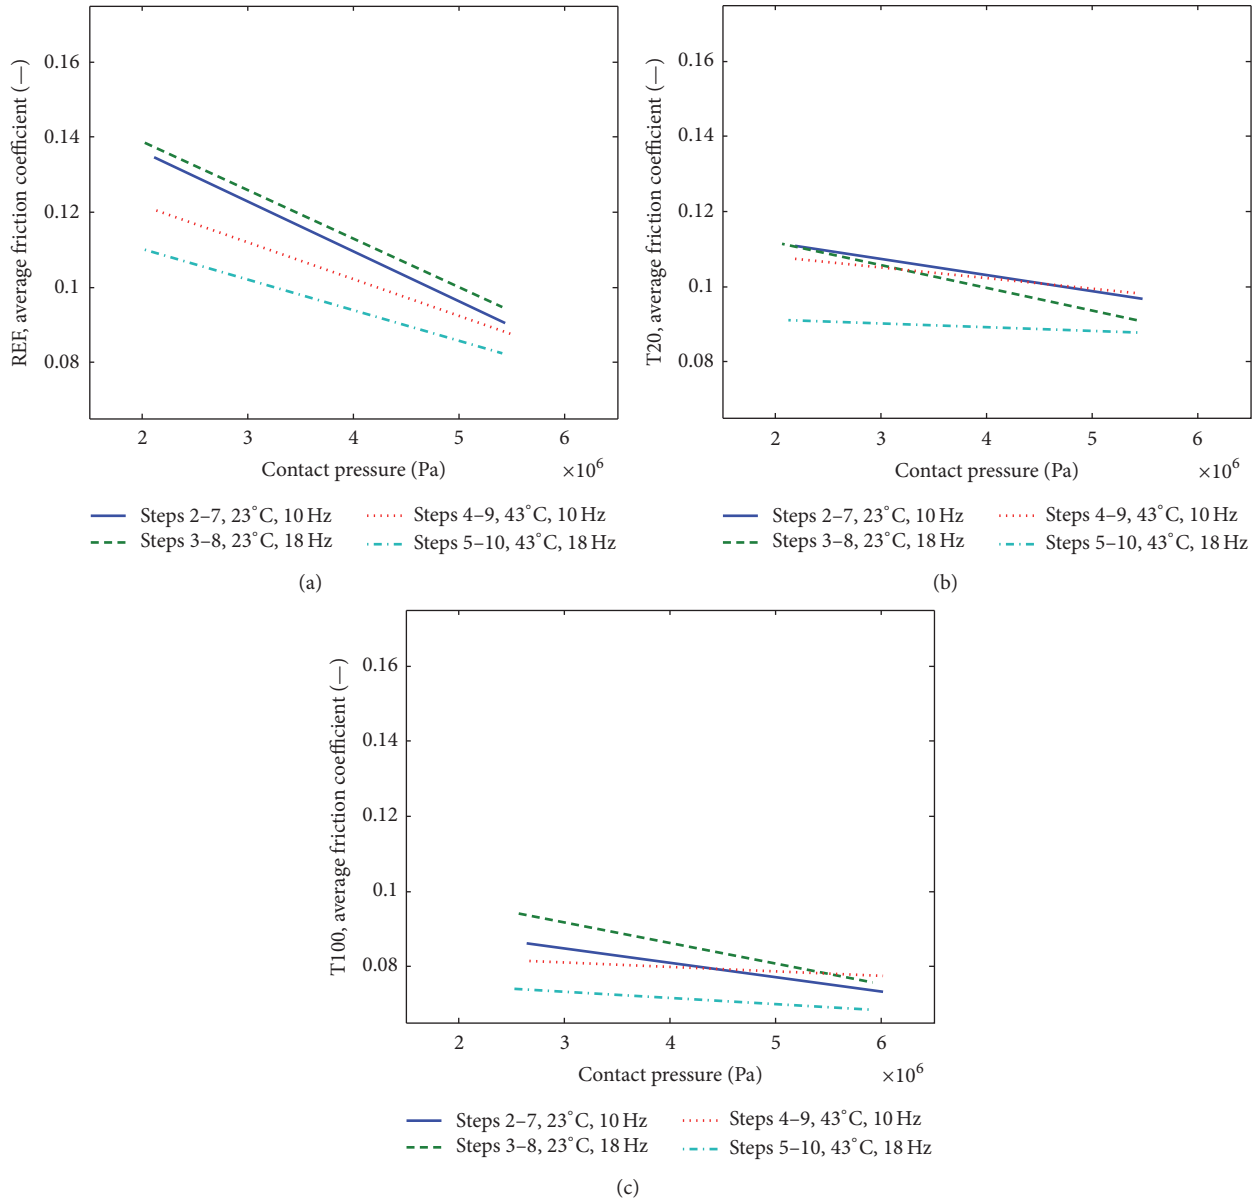 REF, average friction coefficient (—)
0.16
0.14
0.12
0.1
0.08
2 3 4 5 6
Contact pressure (Pa) ×10⁶
Steps 2–7, 23°C, 10 Hz
Steps 3–8, 23°C, 18 Hz
Steps 4–9, 43°C, 10 Hz
Steps 5–10, 43°C, 18 Hz
(a)
T20, average friction coefficient (—)
0.16
0.14
0.12
0.1
0.08
2 3 4 5 6
Contact pressure (Pa) ×10⁶
Steps 2–7, 23°C, 10 Hz
Steps 3–8, 23°C, 18 Hz
Steps 4–9, 43°C, 10 Hz
Steps 5–10, 43°C, 18 Hz
(b)
T100, average friction coefficient (—)
0.16
0.14
0.12
0.1
0.08
2 3 4 5 6
Contact pressure (Pa) ×10⁶
Steps 2–7, 23°C, 10 Hz
Steps 3–8, 23°C, 18 Hz
Steps 4–9, 43°C, 10 Hz
Steps 5–10, 43°C, 18 Hz
(c)